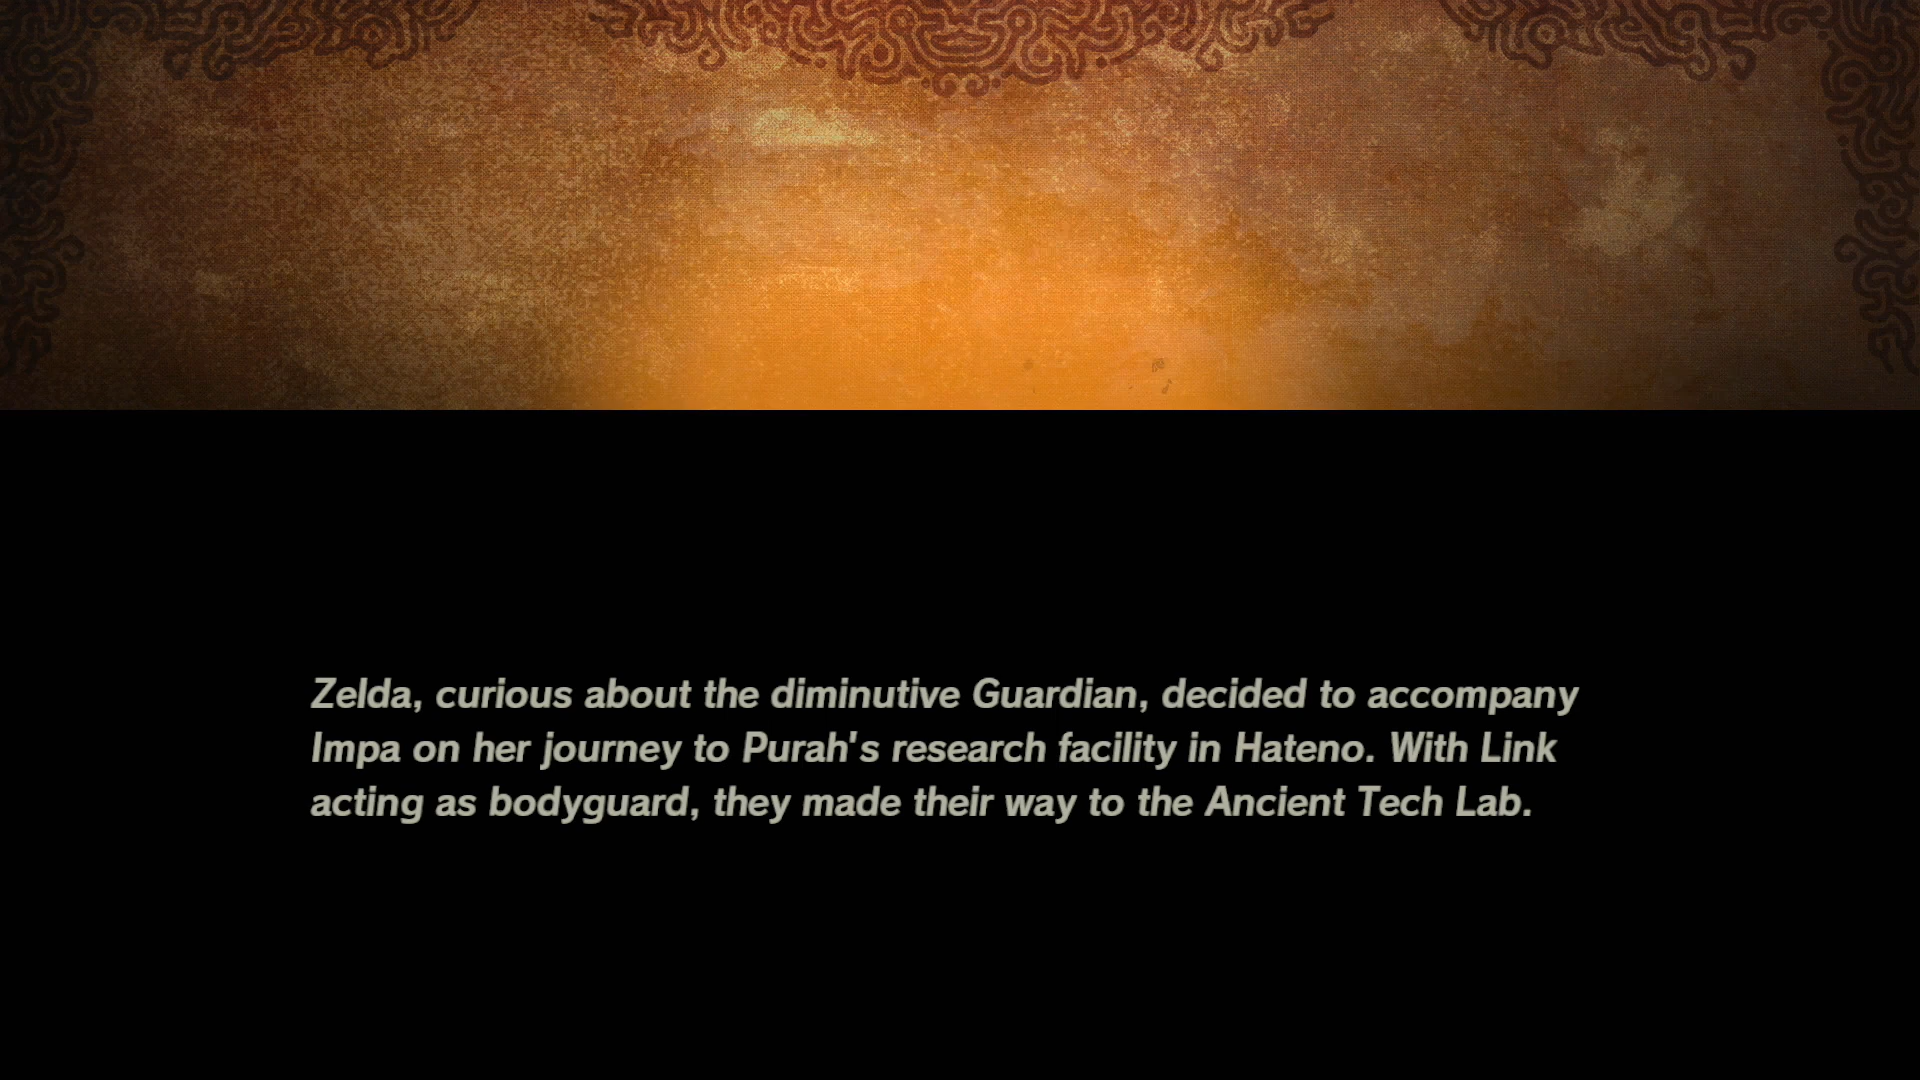 Zelda, curious about the diminutive Guardian, decided to accompany
Impa on her journey to Purah's research facility in Hateno. With Link
acting as bodyguard, they made their way to the Ancient Tech Lab.